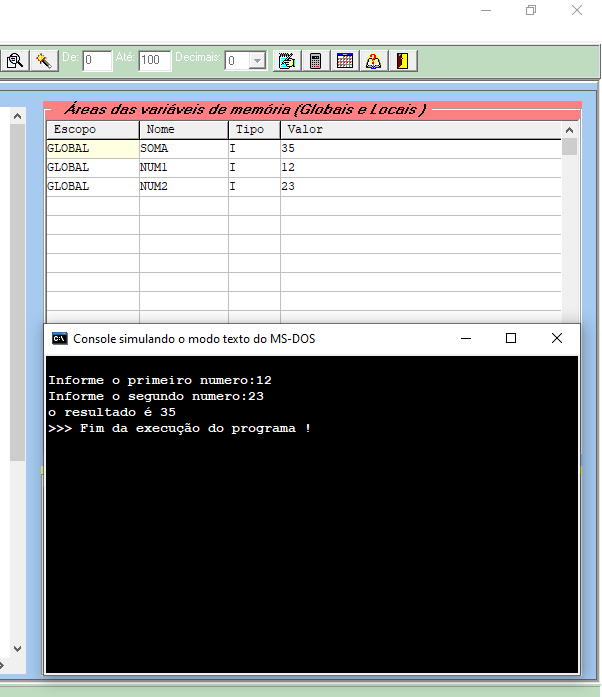 De: 0 Até: 100 Decimais: 0
Áreas das variáveis de memória (Globais e Locais )
Escopo Nome Tipo Valor
GLOBAL SOMA I 35
GLOBAL NUM1 I 12
GLOBAL NUM2 I 23
Console simulando o modo texto do MS-DOS
Informe o primeiro numero:12
Informe o segundo numero:23
o resultado é 35
>>> Fim da execução do programa !